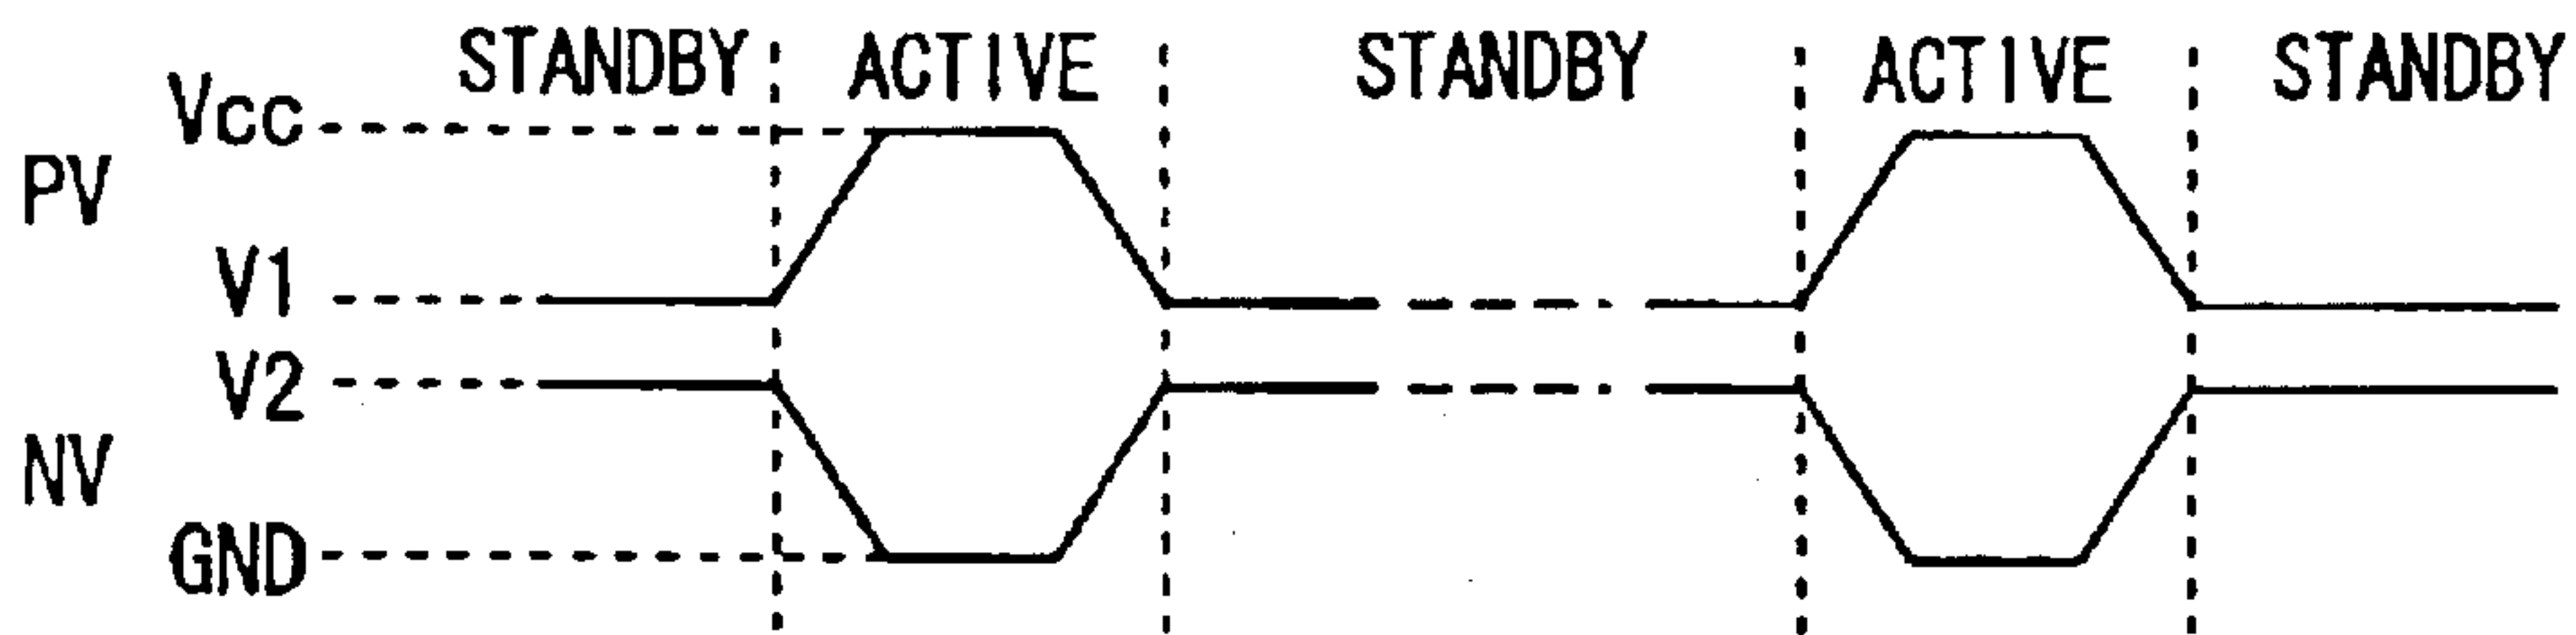 STANDBY ACTIVE STANDBY ACTIVE STANDBY
Vcc
PV
V1
V2
NV
GND